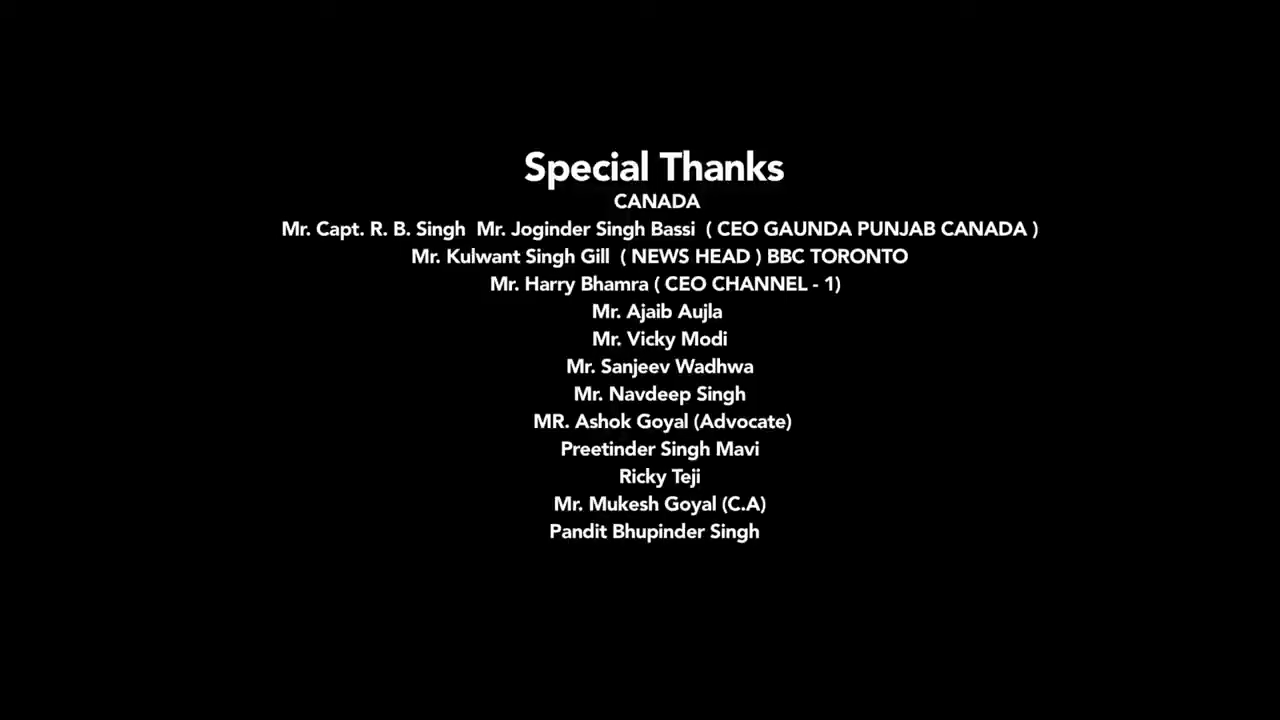 Special Thanks
CANADA
Mr. Capt. R. B. Singh  Mr. Joginder Singh Bassi  ( CEO GAUNDA PUNJAB CANADA )
Mr. Kulwant Singh Gill  ( NEWS HEAD ) BBC TORONTO
Mr. Harry Bhamra ( CEO CHANNEL - 1)
Mr. Ajaib Aujla
Mr. Vicky Modi
Mr. Sanjeev Wadhwa
Mr. Navdeep Singh
MR. Ashok Goyal (Advocate)
Preetinder Singh Mavi
Ricky Teji
Mr. Mukesh Goyal (C.A)
Pandit Bhupinder Singh